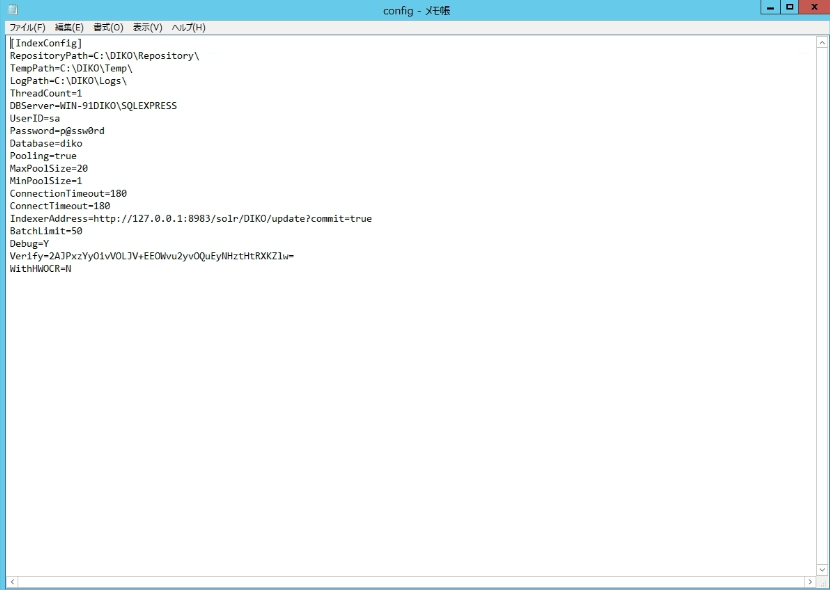 config - メモ帳
ファイル(F) 編集(E) 書式(O) 表示(V) ヘルプ(H)
[IndexConfig]
RepositoryPath=C:\DIKO\Repository\
TempPath=C:\DIKO\Temp\
LogPath=C:\DIKO\Logs\
ThreadCount=1
DBServer=WIN-91DIKO\SQLEXPRESS
UserID=sa
Password=p@ssw0rd
Database=diko
Pooling=true
MaxPoolSize=20
MinPoolSize=1
ConnectionTimeout=180
ConnectTimeout=180
IndexerAddress=http://127.0.0.1:8983/solr/DIKO/update?commit=true
BatchLimit=50
Debug=Y
Verify=2AJPxzYyOivVOLJV+EEOWvu2yvOQuEyNHztHtRXKZlw=
WithHWOCR=N